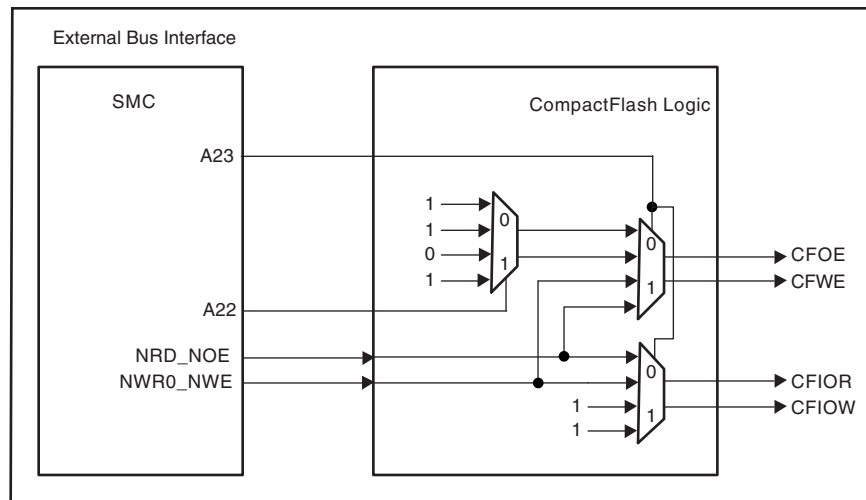 External Bus Interface
SMC
CompactFlash Logic
A23
1
1
0
1
0
1
0
1
CFOE
CFWE
A22
NRD_NOE
NWR0_NWE
0
1
1
1
CFIOR
CFIOW